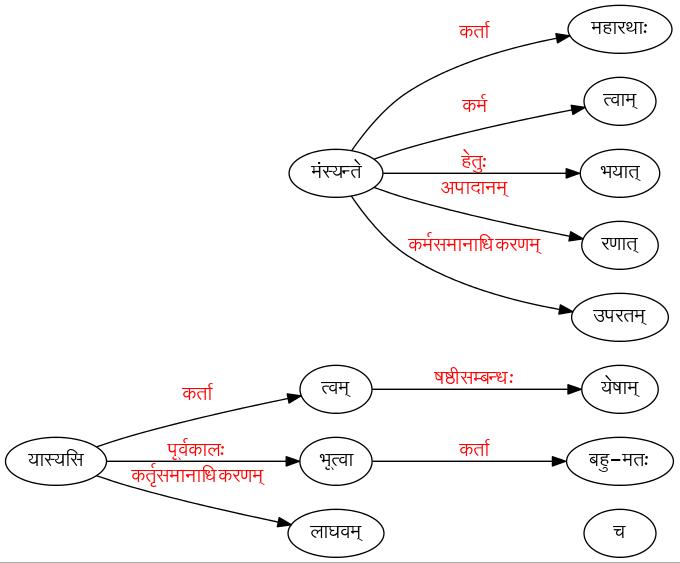 कर्ता
महारथाः
कर्म
त्वाम्
मंस्यन्ते
हेतुः
भयात्
अपादानम्
रणात्
कर्मसमानाधिकरणम्
उपरतम्
कर्ता
त्वम्
षष्ठीसम्बन्धः
येषाम्
यास्यसि
पूर्वकालः
भूत्वा
कर्ता
बहु-मतः
कर्तृसमानाधिकरणम्
लाघवम्
च